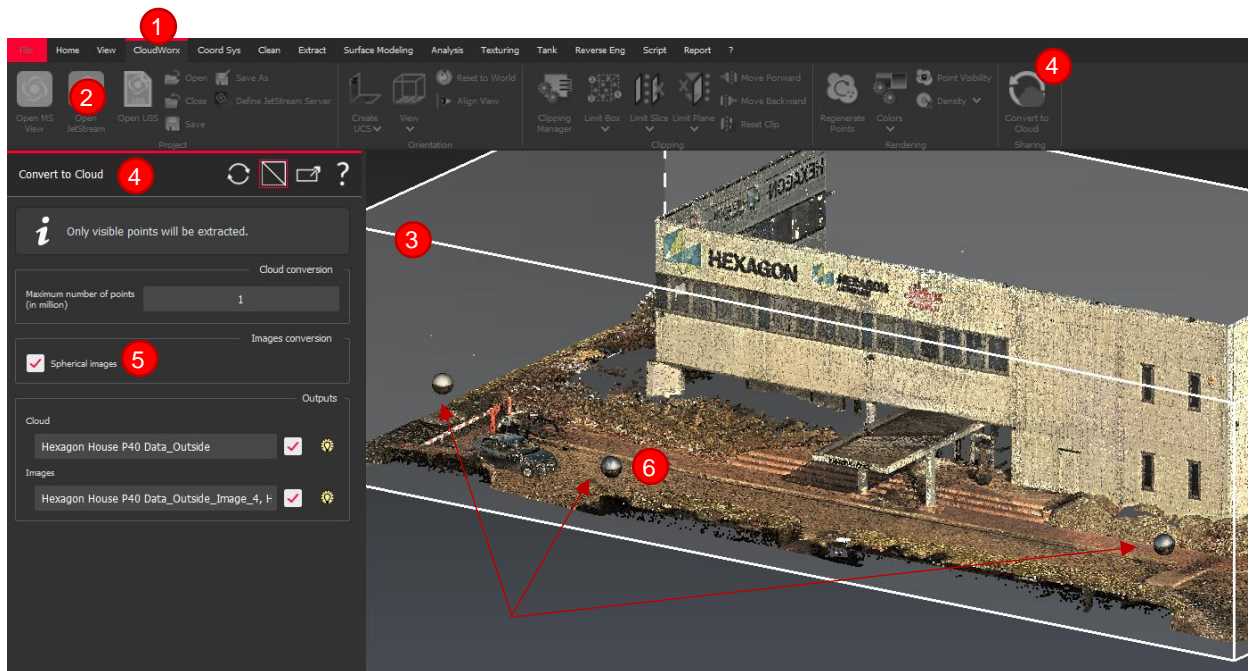 1
File Home View CloudWorx Coord Sys Clean Extract Surface Modeling Analysis Texturing Tank Reverse Eng Script Report ?
2
4
Open MS View
Open JetStream
Open LGS
Open
Save As
Close
Define JetStream Server
Save
Project
Create UCS
View
Reset to World
Align View
Orientation
Clipping Manager
Limit Box
Limit Slice
Limit Plane
Move Forward
Move Backward
Reset Clip
Clipping
Regenerate Points
Colors
Point Visibility
Density
Rendering
Convert to Cloud
Sharing
Convert to Cloud
4
?
i
Only visible points will be extracted.
Cloud conversion
Maximum number of points
(in million)
1
Images conversion
Spherical images
5
Outputs
Cloud
Hexagon House P40 Data_Outside
Images
Hexagon House P40 Data_Outside_Image_4, H
3
HEXAGON
HEXAGON
HEXAGON
6